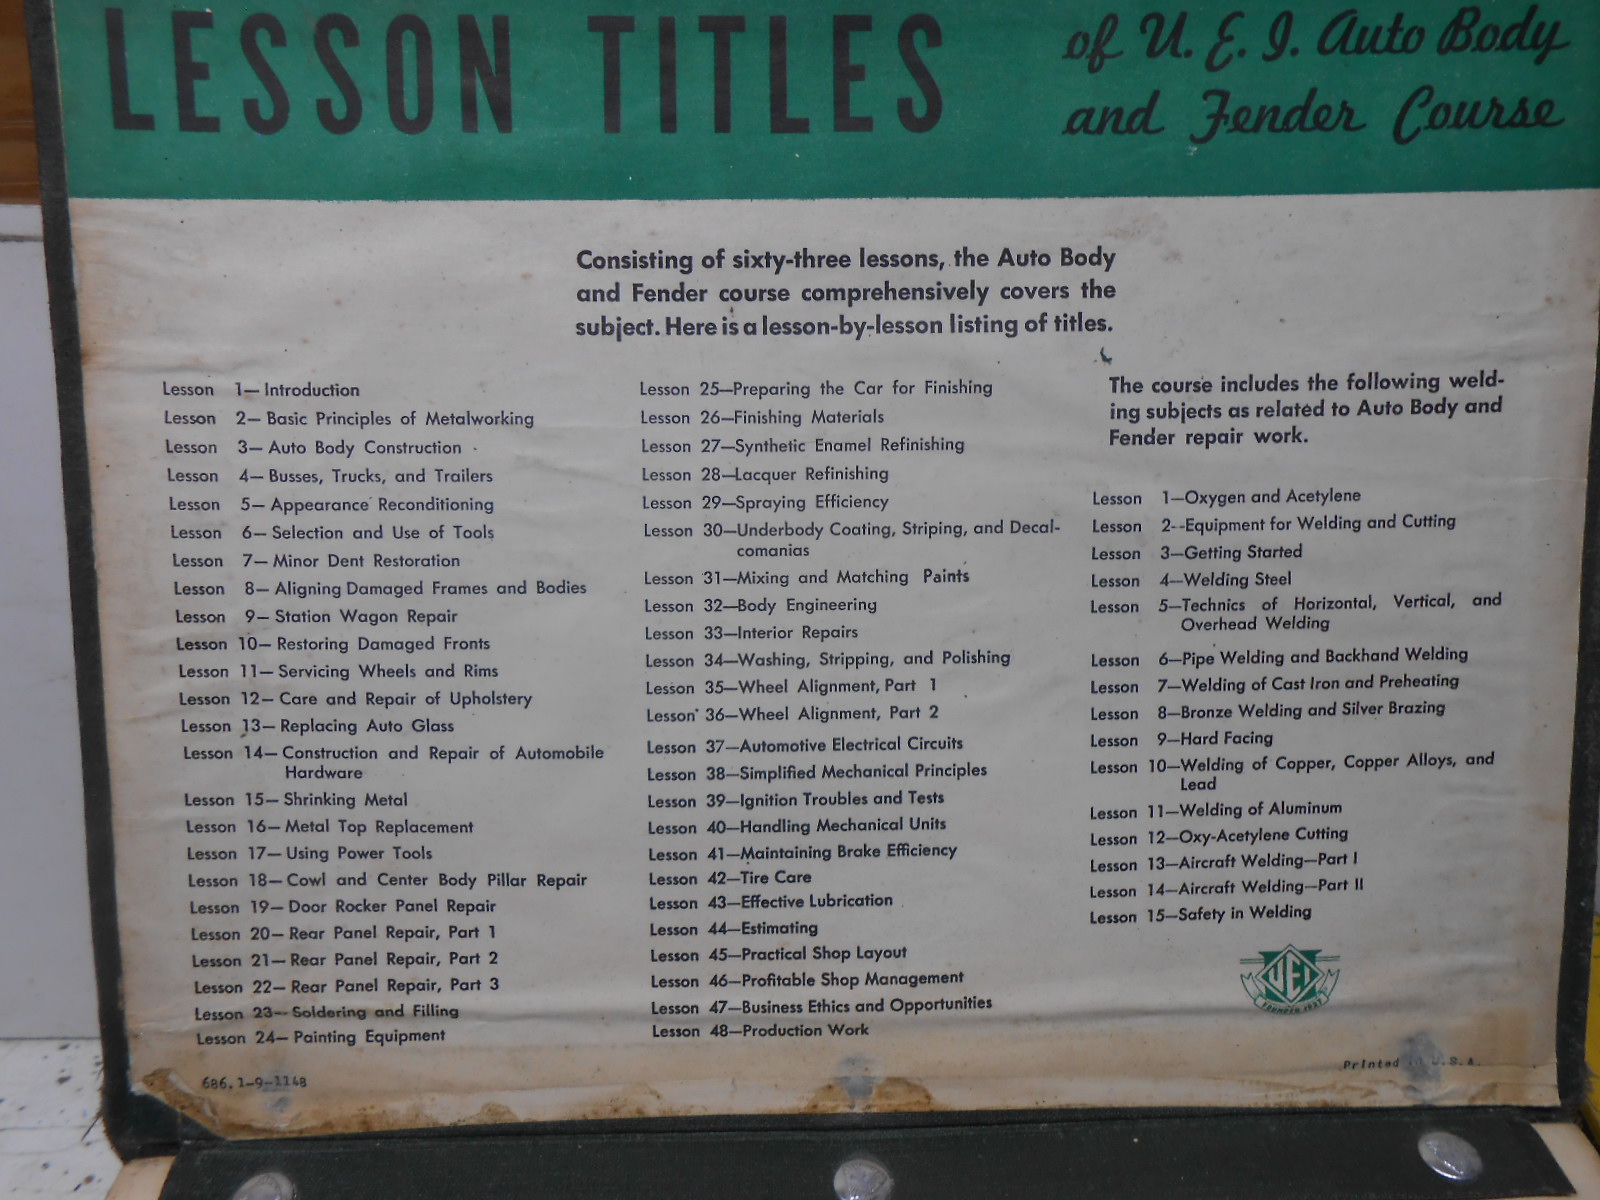 LESSON TITLES
of U. E. I. Auto Body
and Fender Course
Consisting of sixty-three lessons, the Auto Body
and Fender course comprehensively covers the
subject. Here is a lesson-by-lesson listing of titles.
Lesson 1—Introduction
Lesson 2—Basic Principles of Metalworking
Lesson 3—Auto Body Construction
Lesson 4—Busses, Trucks, and Trailers
Lesson 5—Appearance Reconditioning
Lesson 6—Selection and Use of Tools
Lesson 7—Minor Dent Restoration
Lesson 8—Aligning Damaged Frames and Bodies
Lesson 9—Station Wagon Repair
Lesson 10—Restoring Damaged Fronts
Lesson 11—Servicing Wheels and Rims
Lesson 12—Care and Repair of Upholstery
Lesson 13—Replacing Auto Glass
Lesson 14—Construction and Repair of Automobile
Hardware
Lesson 15—Shrinking Metal
Lesson 16—Metal Top Replacement
Lesson 17—Using Power Tools
Lesson 18—Cowl and Center Body Pillar Repair
Lesson 19—Door Rocker Panel Repair
Lesson 20—Rear Panel Repair, Part 1
Lesson 21—Rear Panel Repair, Part 2
Lesson 22—Rear Panel Repair, Part 3
Lesson 23—Soldering and Filling
Lesson 24—Painting Equipment
686.1-9-1148
Lesson 25—Preparing the Car for Finishing
Lesson 26—Finishing Materials
Lesson 27—Synthetic Enamel Refinishing
Lesson 28—Lacquer Refinishing
Lesson 29—Spraying Efficiency
Lesson 30—Underbody Coating, Striping, and Decal-
comanias
Lesson 31—Mixing and Matching Paints
Lesson 32—Body Engineering
Lesson 33—Interior Repairs
Lesson 34—Washing, Stripping, and Polishing
Lesson 35—Wheel Alignment, Part 1
Lesson 36—Wheel Alignment, Part 2
Lesson 37—Automotive Electrical Circuits
Lesson 38—Simplified Mechanical Principles
Lesson 39—Ignition Troubles and Tests
Lesson 40—Handling Mechanical Units
Lesson 41—Maintaining Brake Efficiency
Lesson 42—Tire Care
Lesson 43—Effective Lubrication
Lesson 44—Estimating
Lesson 45—Practical Shop Layout
Lesson 46—Profitable Shop Management
Lesson 47—Business Ethics and Opportunities
Lesson 48—Production Work
The course includes the following weld-
ing subjects as related to Auto Body and
Fender repair work.
Lesson 1—Oxygen and Acetylene
Lesson 2--Equipment for Welding and Cutting
Lesson 3—Getting Started
Lesson 4—Welding Steel
Lesson 5—Technics of Horizontal, Vertical, and
Overhead Welding
Lesson 6—Pipe Welding and Backhand Welding
Lesson 7—Welding of Cast Iron and Preheating
Lesson 8—Bronze Welding and Silver Brazing
Lesson 9—Hard Facing
Lesson 10—Welding of Copper, Copper Alloys, and
Lead
Lesson 11—Welding of Aluminum
Lesson 12—Oxy-Acetylene Cutting
Lesson 13—Aircraft Welding—Part I
Lesson 14—Aircraft Welding—Part II
Lesson 15—Safety in Welding
UEI
FOUNDED 1927
Printed in U.S.A.